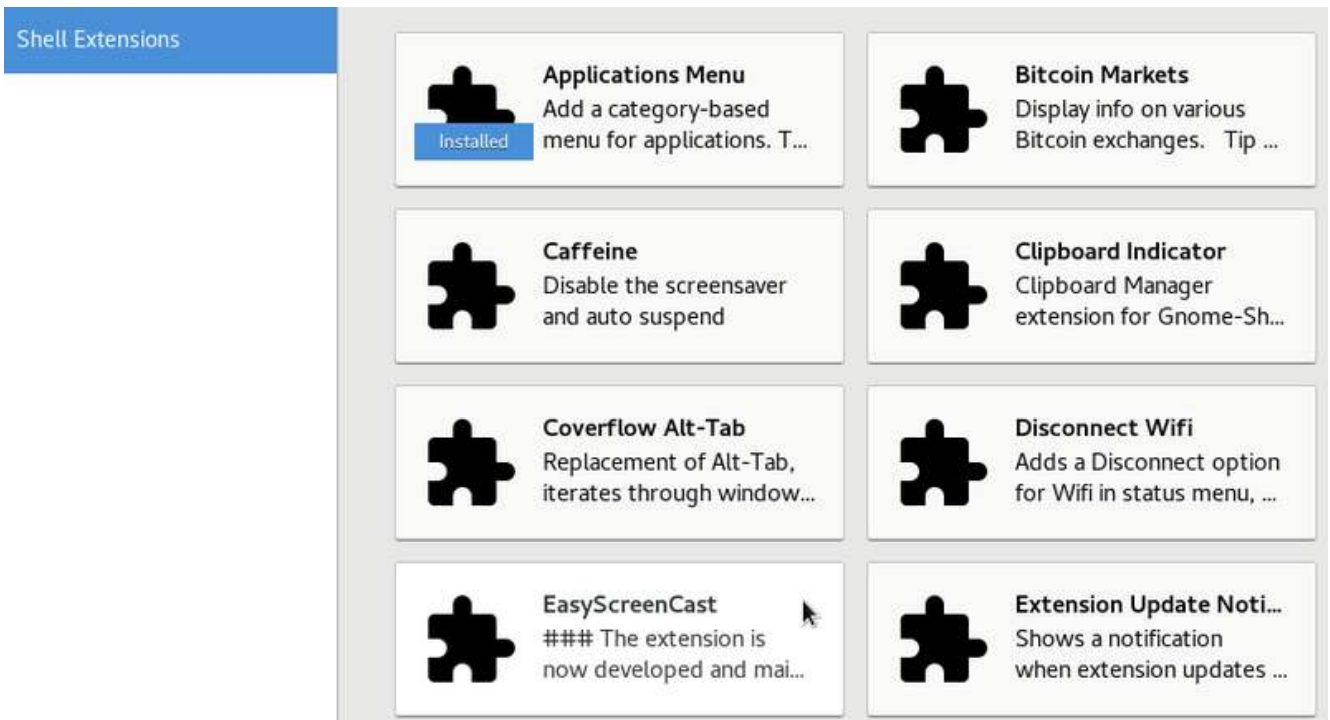 Shell Extensions
Applications Menu
Add a category-based
menu for applications. T...
Installed
Bitcoin Markets
Display info on various
Bitcoin exchanges.   Tip ...
Caffeine
Disable the screensaver
and auto suspend
Clipboard Indicator
Clipboard Manager
extension for Gnome-Sh...
Coverflow Alt-Tab
Replacement of Alt-Tab,
iterates through window...
Disconnect Wifi
Adds a Disconnect option
for Wifi in status menu, ...
EasyScreenCast
### The extension is
now developed and mai...
Extension Update Noti...
Shows a notification
when extension updates ...